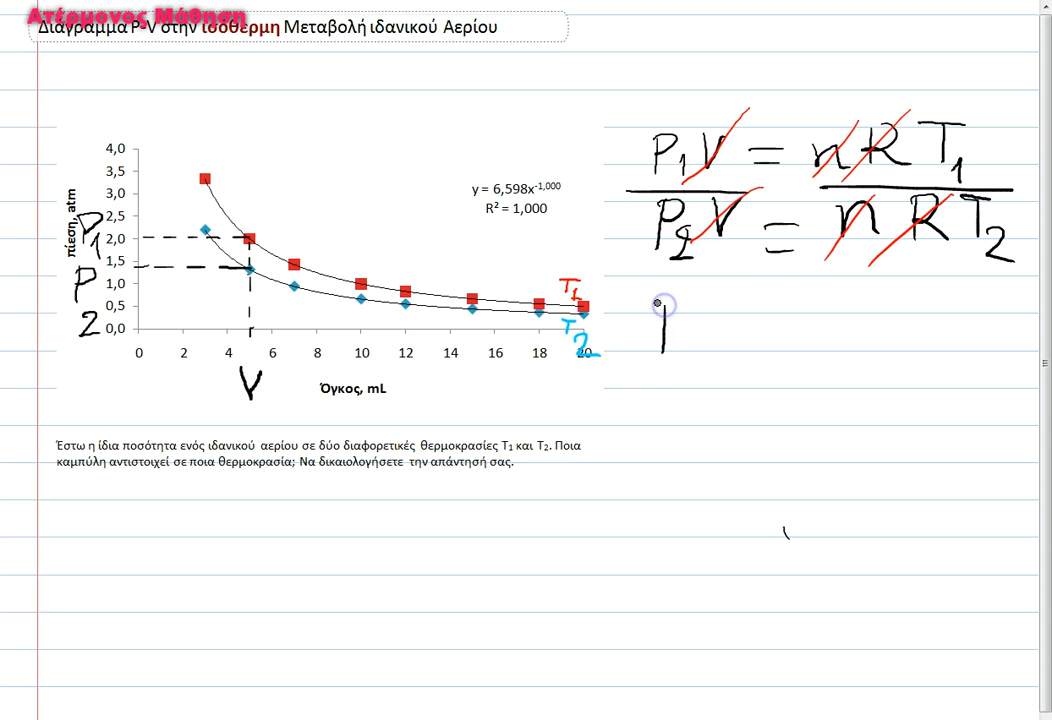 Ατέρμονος Μάθηση
Διάγραμμα P-V στην ισόθερμη Μεταβολή ιδανικού Αερίου
4,0
3,5
3,0
2,5
2,0
1,5
1,0
0,5
0,0
πίεση, atm
P1
P
2
y = 6,598x^-1,000
R² = 1,000
T1
T
2
0 2 4 6 8 10 12 14 16 18 20
V
Όγκος, mL
P1V = nRT1
P2V = nRT2
Έστω η ίδια ποσότητα ενός ιδανικού αερίου σε δύο διαφορετικές θερμοκρασίες T₁ και T₂. Ποια
καμπύλη αντιστοιχεί σε ποια θερμοκρασία; Να δικαιολογήσετε την απάντησή σας.